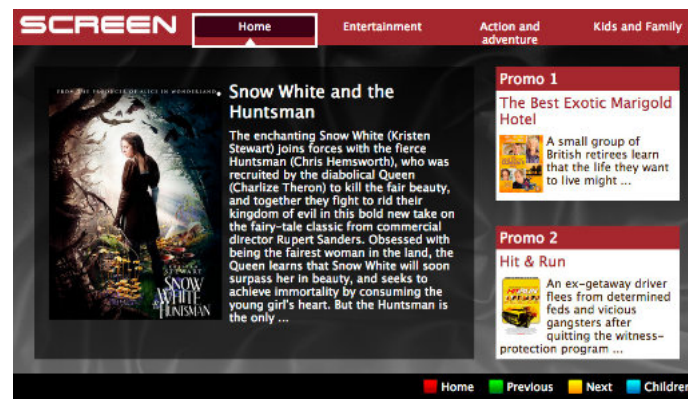 SCREEN
Home
Entertainment
Action and
adventure
Kids and Family
FROM THE PRODUCER OF ALICE IN WONDERLAND
STEWART
SNOW
WHITE
& THE
HUNTSMAN
Snow White and the
Huntsman
The enchanting Snow White (Kristen
Stewart) joins forces with the fierce
Huntsman (Chris Hemsworth), who was
recruited by the diabolical Queen
(Charlize Theron) to kill the fair beauty,
and together they fight to rid their
kingdom of evil in this bold new take on
the fairy-tale classic from commercial
director Rupert Sanders. Obsessed with
being the fairest woman in the land, the
Queen learns that Snow White will soon
surpass her in beauty, and seeks to
achieve immortality by consuming the
young girl's heart. But the Huntsman is
the only ...
Promo 1
The Best Exotic Marigold
Hotel
A small group of
British retirees learn
that the life they want
to live might ...
Promo 2
Hit & Run
An ex-getaway driver
flees from determined
feds and vicious
gangsters after
quitting the witness-
protection program ...
Home
Previous
Next
Children